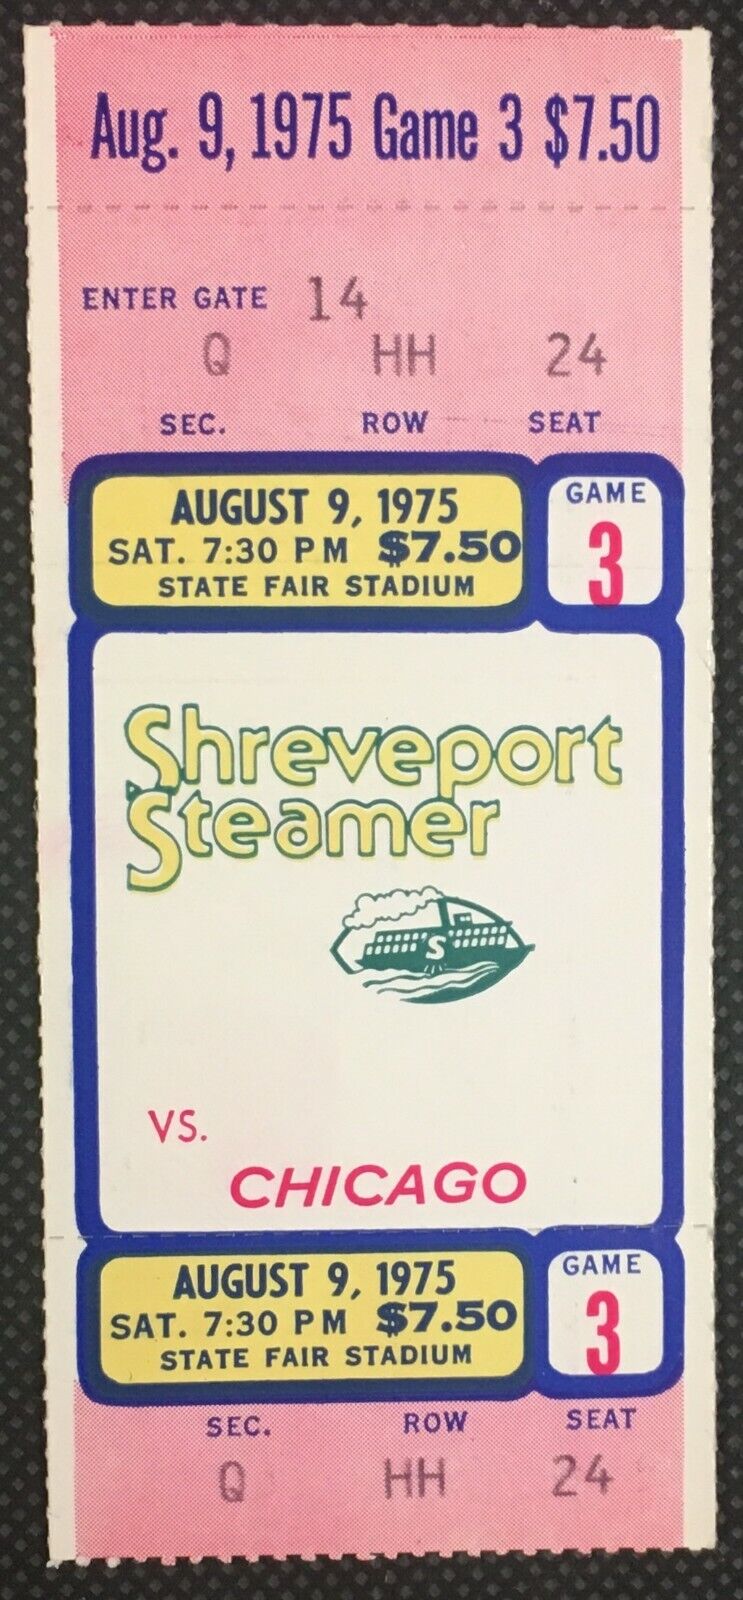 Aug. 9, 1975 Game 3 $7.50
ENTER GATE 14
Q HH 24
SEC. ROW SEAT
AUGUST 9, 1975
SAT. 7:30 PM $7.50
STATE FAIR STADIUM
GAME
3
Shreveport
Steamer
S
VS.
CHICAGO
AUGUST 9, 1975
SAT. 7:30 PM $7.50
STATE FAIR STADIUM
GAME
3
SEC. ROW SEAT
Q HH 24